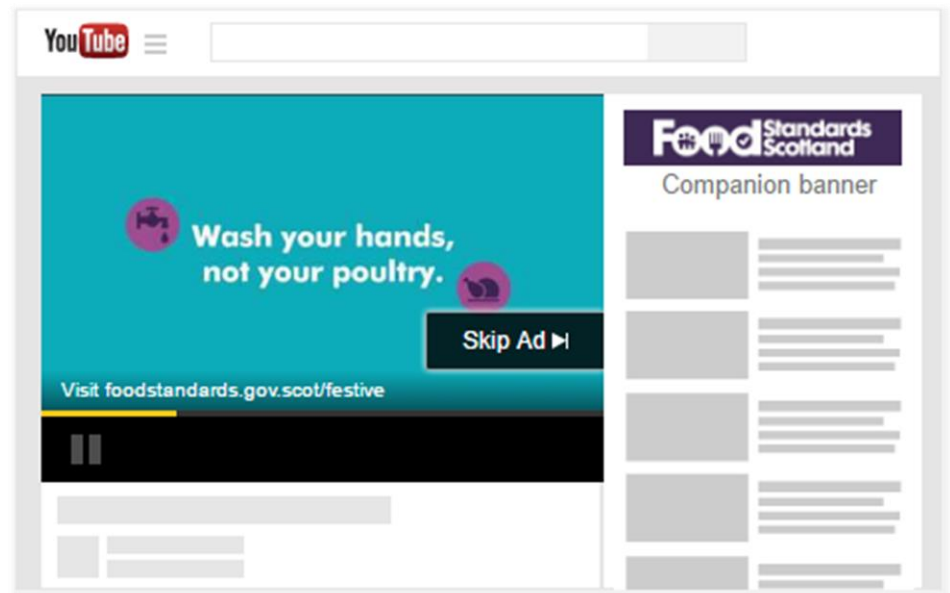 YouTube
Food Standards
Scotland
Companion banner
Wash your hands,
not your poultry.
Skip Ad
Visit foodstandards.gov.scot/festive